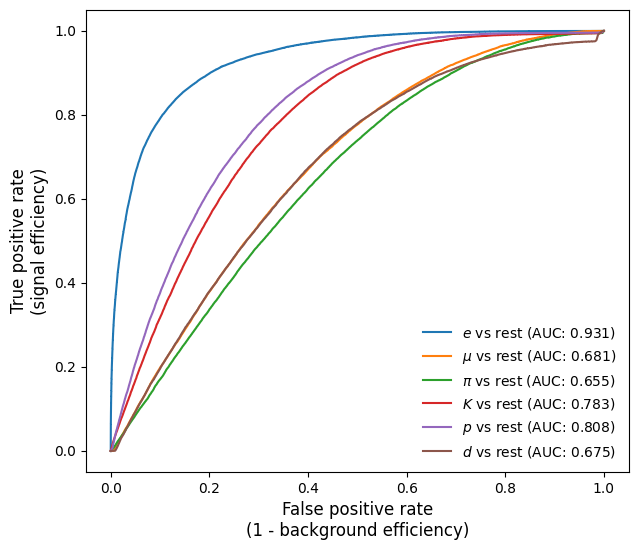 True positive rate
(signal efficiency)
1.0
0.8
0.6
0.4
0.2
0.0
e vs rest (AUC: 0.931)
μ vs rest (AUC: 0.681)
π vs rest (AUC: 0.655)
K vs rest (AUC: 0.783)
p vs rest (AUC: 0.808)
d vs rest (AUC: 0.675)
0.0 0.2 0.4 0.6 0.8 1.0
False positive rate
(1 - background efficiency)